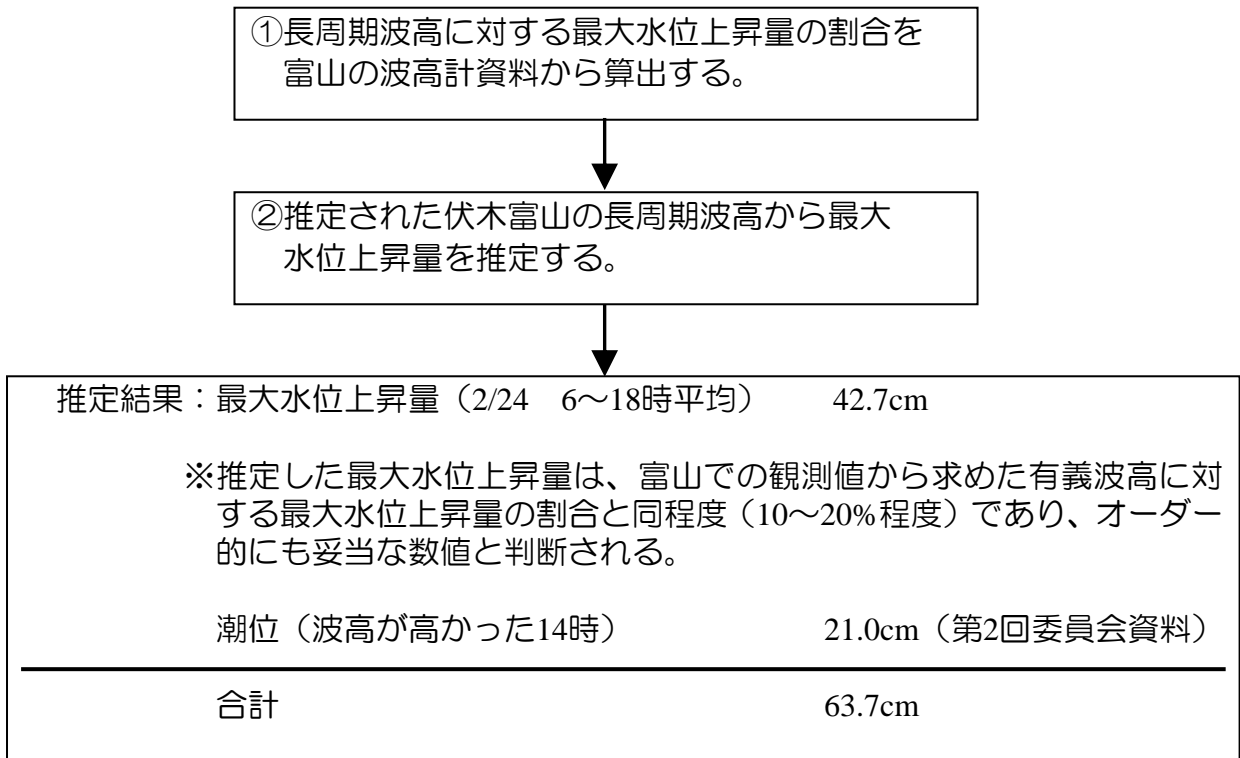 ①長周期波高に対する最大水位上昇量の割合を
富山の波高計資料から算出する。
②推定された伏木富山の長周期波高から最大
水位上昇量を推定する。
推定結果：最大水位上昇量（2/24　6～18時平均）　42.7cm
※推定した最大水位上昇量は、富山での観測値から求めた有義波高に対
する最大水位上昇量の割合と同程度（10～20%程度）であり、オーダー
的にも妥当な数値と判断される。
潮位（波高が高かった14時）　21.0cm（第2回委員会資料）
合計　63.7cm